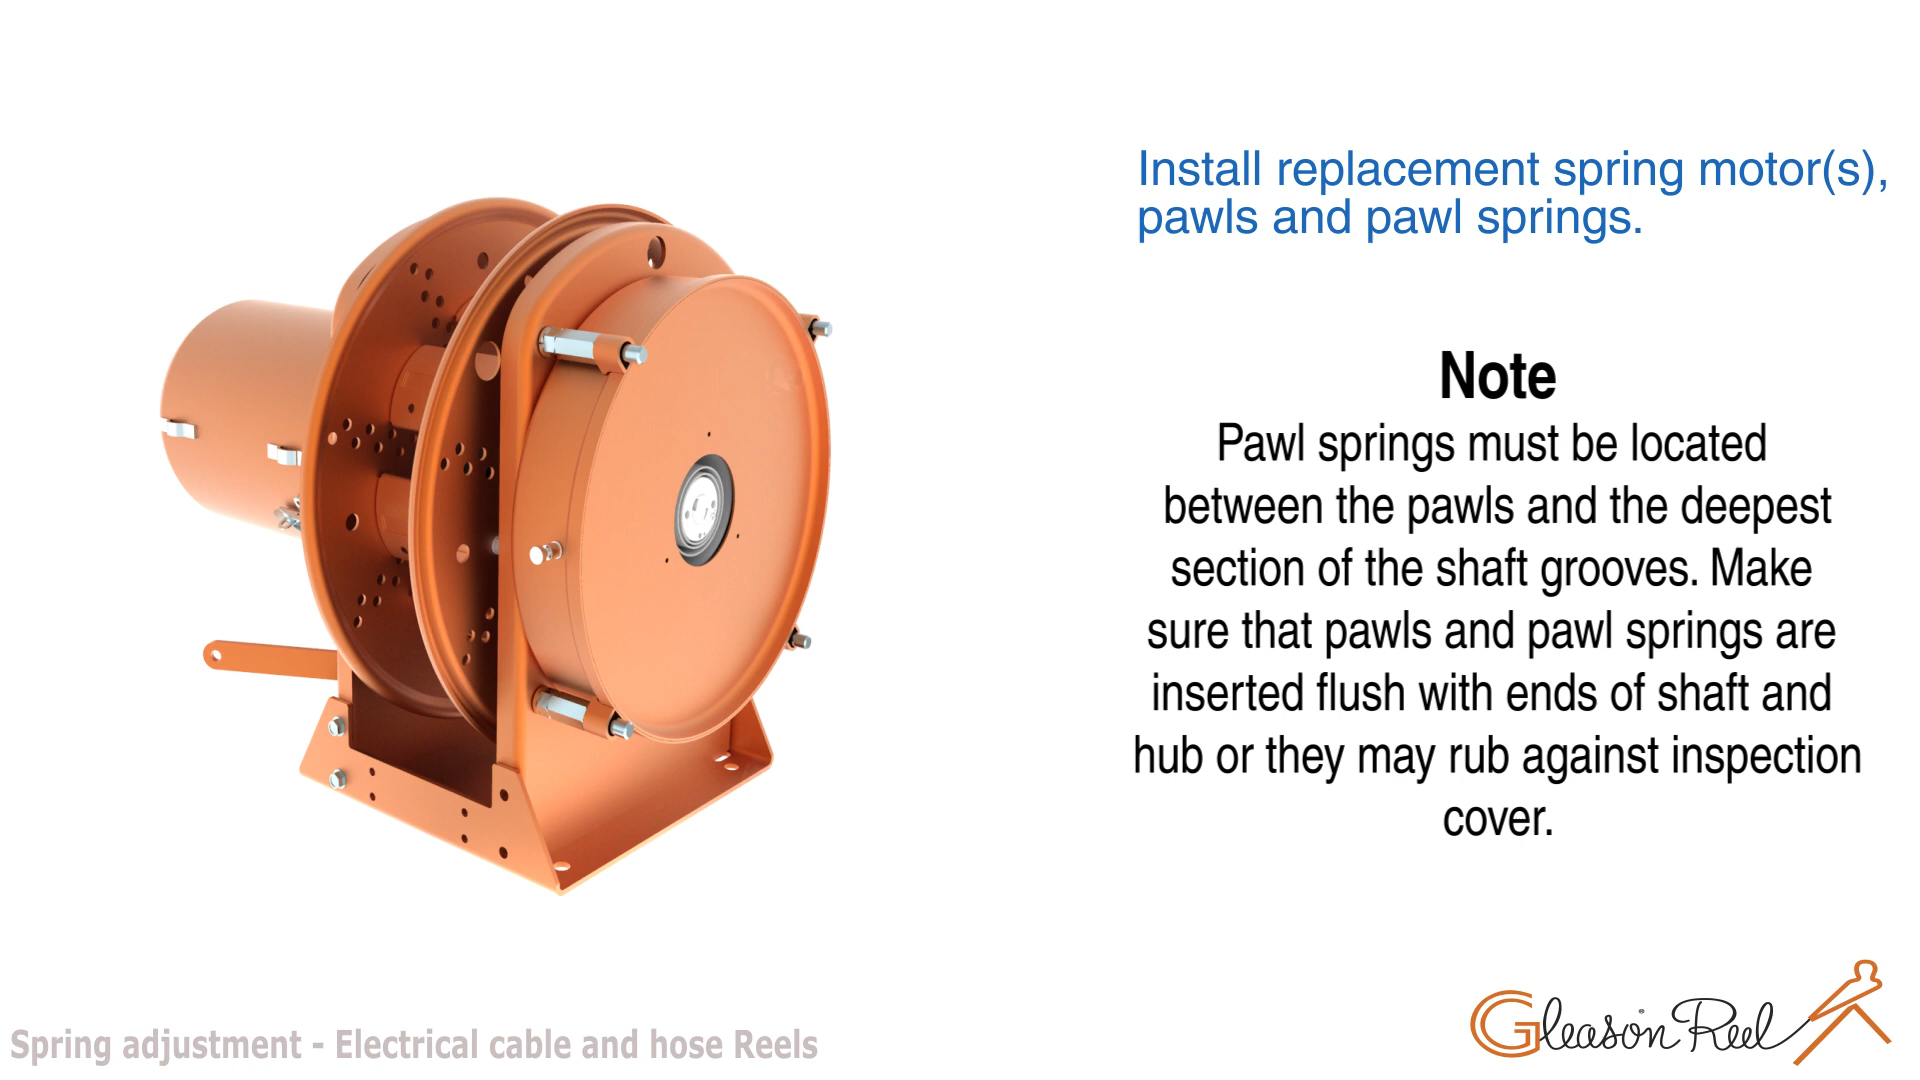 Install replacement spring motor(s),
pawls and pawl springs.
Note
Pawl springs must be located
between the pawls and the deepest
section of the shaft grooves. Make
sure that pawls and pawl springs are
inserted flush with ends of shaft and
hub or they may rub against inspection
cover.
Spring adjustment - Electrical cable and hose Reels
Gleason Reel